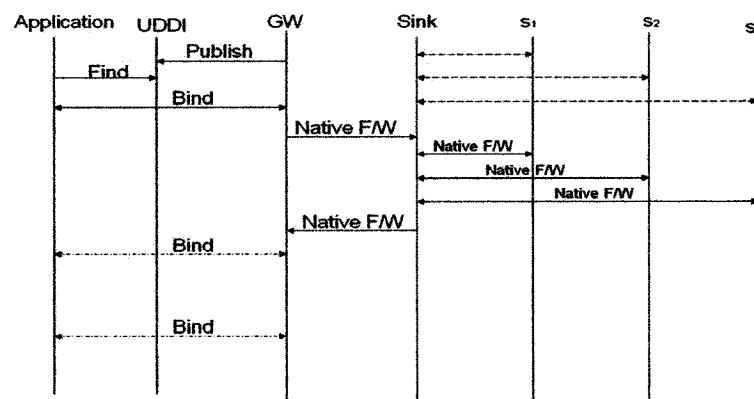 Application UDDI GW Sink s1 s2 s
Publish
Find
Bind
Native F/W
Native F/W
Native F/W
Native F/W
Native F/W
Bind
Bind